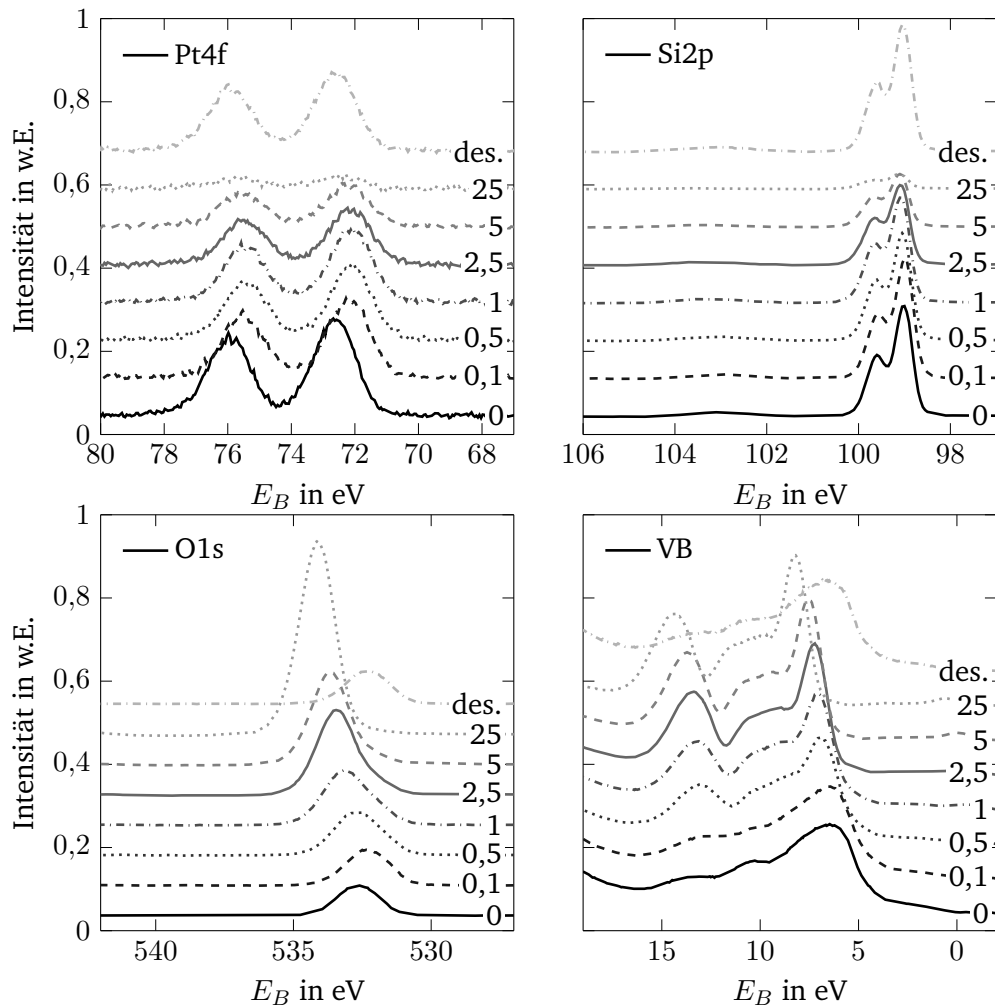 1
0,8
0,6
0,4
0,2
0
Intensität in w.E.
Pt4f
des.
25
5
2,5
1
0,5
0,1
0
80 78 76 74 72 70 68
E_B in eV
Si2p
des.
25
5
2,5
1
0,5
0,1
0
106 104 102 100 98
E_B in eV
1
0,8
0,6
0,4
0,2
0
Intensität in w.E.
O1s
des.
25
5
2,5
1
0,5
0,1
0
540 535 530
E_B in eV
VB
des.
25
5
2,5
1
0,5
0,1
0
15 10 5 0
E_B in eV